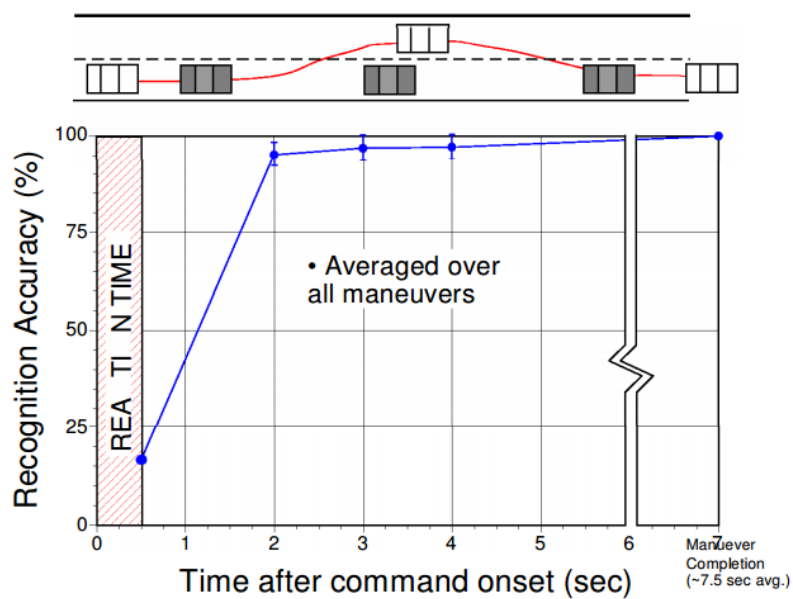 100
75
50
25
0
Recognition Accuracy (%)
REA TI N TIME
• Averaged over
all maneuvers
0 1 2 3 4 5 6 7
Manuever
Completion
(~7.5 sec avg.)
Time after command onset (sec)